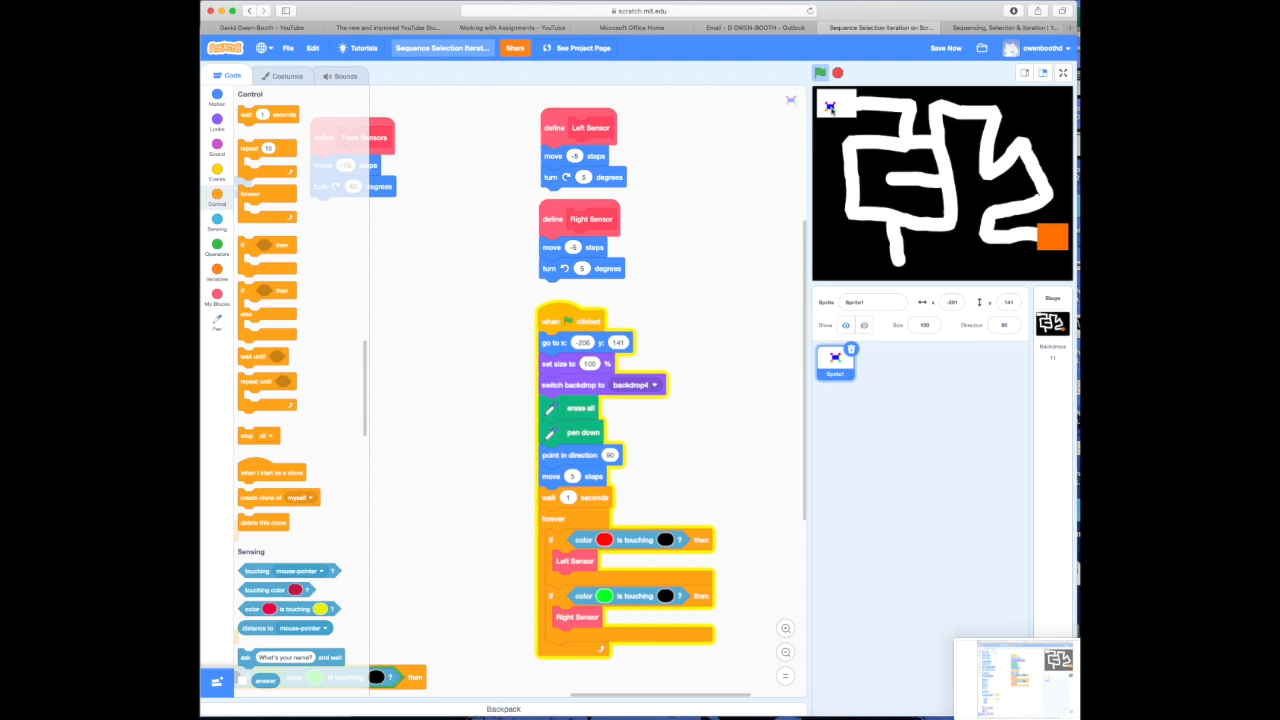 scratch.mit.edu
David Owen-Booth - YouTube
The new and improved YouTube Stu...
Working with Assignments - YouTube
Microsoft Office Home
Email - D OWEN-BOOTH - Outlook
Sequence Selection Iteration on Scr...
Sequencing, Selection & Iteration | 1...
SCRATCH
File
Edit
Tutorials
Sequence Selection Iterat...
Share
See Project Page
Save Now
owenboothd
Code
Costumes
Sounds
Motion
Looks
Sound
Events
Control
Sensing
Operators
Variables
My Blocks
Pen
Control
wait 1 seconds
repeat 10
forever
if then
if then
else
wait until
repeat until
stop all
when I start as a clone
create clone of myself
delete this clone
Sensing
touching mouse-pointer ?
touching color ?
color is touching ?
distance to mouse-pointer
ask What's your name? and wait
answer
define Front Sensors
move -10 steps
turn degrees
color is touching ? then
define Left Sensor
move -5 steps
turn 5 degrees
define Right Sensor
move -5 steps
turn 5 degrees
when clicked
go to x: -206 y: 141
set size to 100 %
switch backdrop to backdrop4
erase all
pen down
point in direction 90
move 5 steps
wait 1 seconds
forever
if color is touching ? then
Left Sensor
if color is touching ? then
Right Sensor
Backpack
Sprite Sprite1 x -201 y 141
Show Size 100 Direction 90
Sprite1
Stage
Backdrops
11